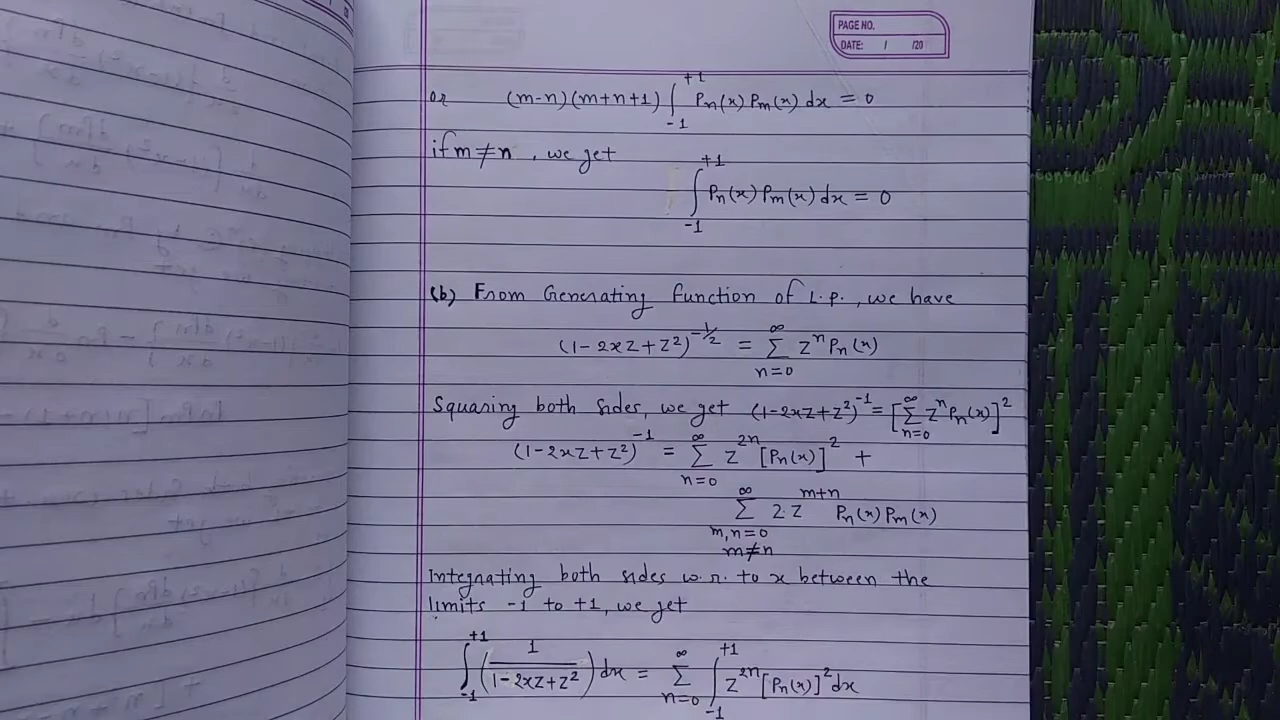 PAGE NO.
DATE: / /20
or (m-n)(m+n+1) ∫_{-1}^{+1} Pn(x) Pm(x) dx = 0
if m ≠ n, we get
∫_{-1}^{+1} Pn(x) Pm(x) dx = 0
(b) From Generating Function of L.P., we have
(1-2xz+z²)^{-1/2} = Σ_{n=0}^{∞} z^n Pn(x)
Squaring both sides, we get (1-2xz+z²)^{-1} = [Σ_{n=0}^{∞} z^n Pn(x)]²
(1-2xz+z²)^{-1} = Σ_{n=0}^{∞} z^{2n} [Pn(x)]² +
Σ_{m,n=0, m≠n}^{∞} 2.z^{m+n} Pn(x) Pm(x)
Integrating both sides w.r. to x between the
limits -1 to +1, we get
∫_{-1}^{+1} (1/(1-2xz+z²)) dx = Σ_{n=0}^{∞} ∫_{-1}^{+1} z^{2n} [Pn(x)]² dx